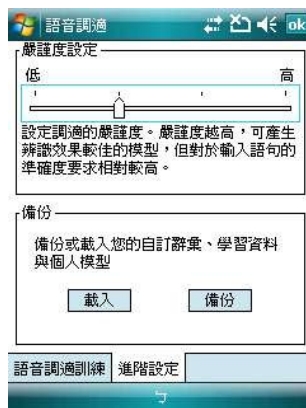 語音調適
ok
嚴謹度設定
低 高
設定調適的嚴謹度。嚴謹度越高，可產生
辨識效果較佳的模型，但對於輸入語句的
準確度要求相對較高。
備份
備份或載入您的自訂辭彙、學習資料
與個人模型
載入 備份
語音調適訓練 進階設定